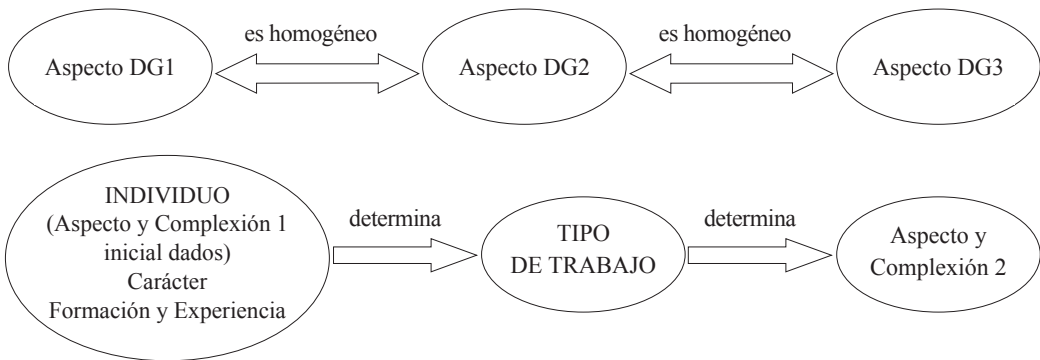 es homogéneo
es homogéneo
Aspecto DG1
Aspecto DG2
Aspecto DG3
INDIVIDUO
(Aspecto y Complexión 1
inicial dados)
Carácter
Formación y Experiencia
determina
TIPO
DE TRABAJO
determina
Aspecto y
Complexión 2